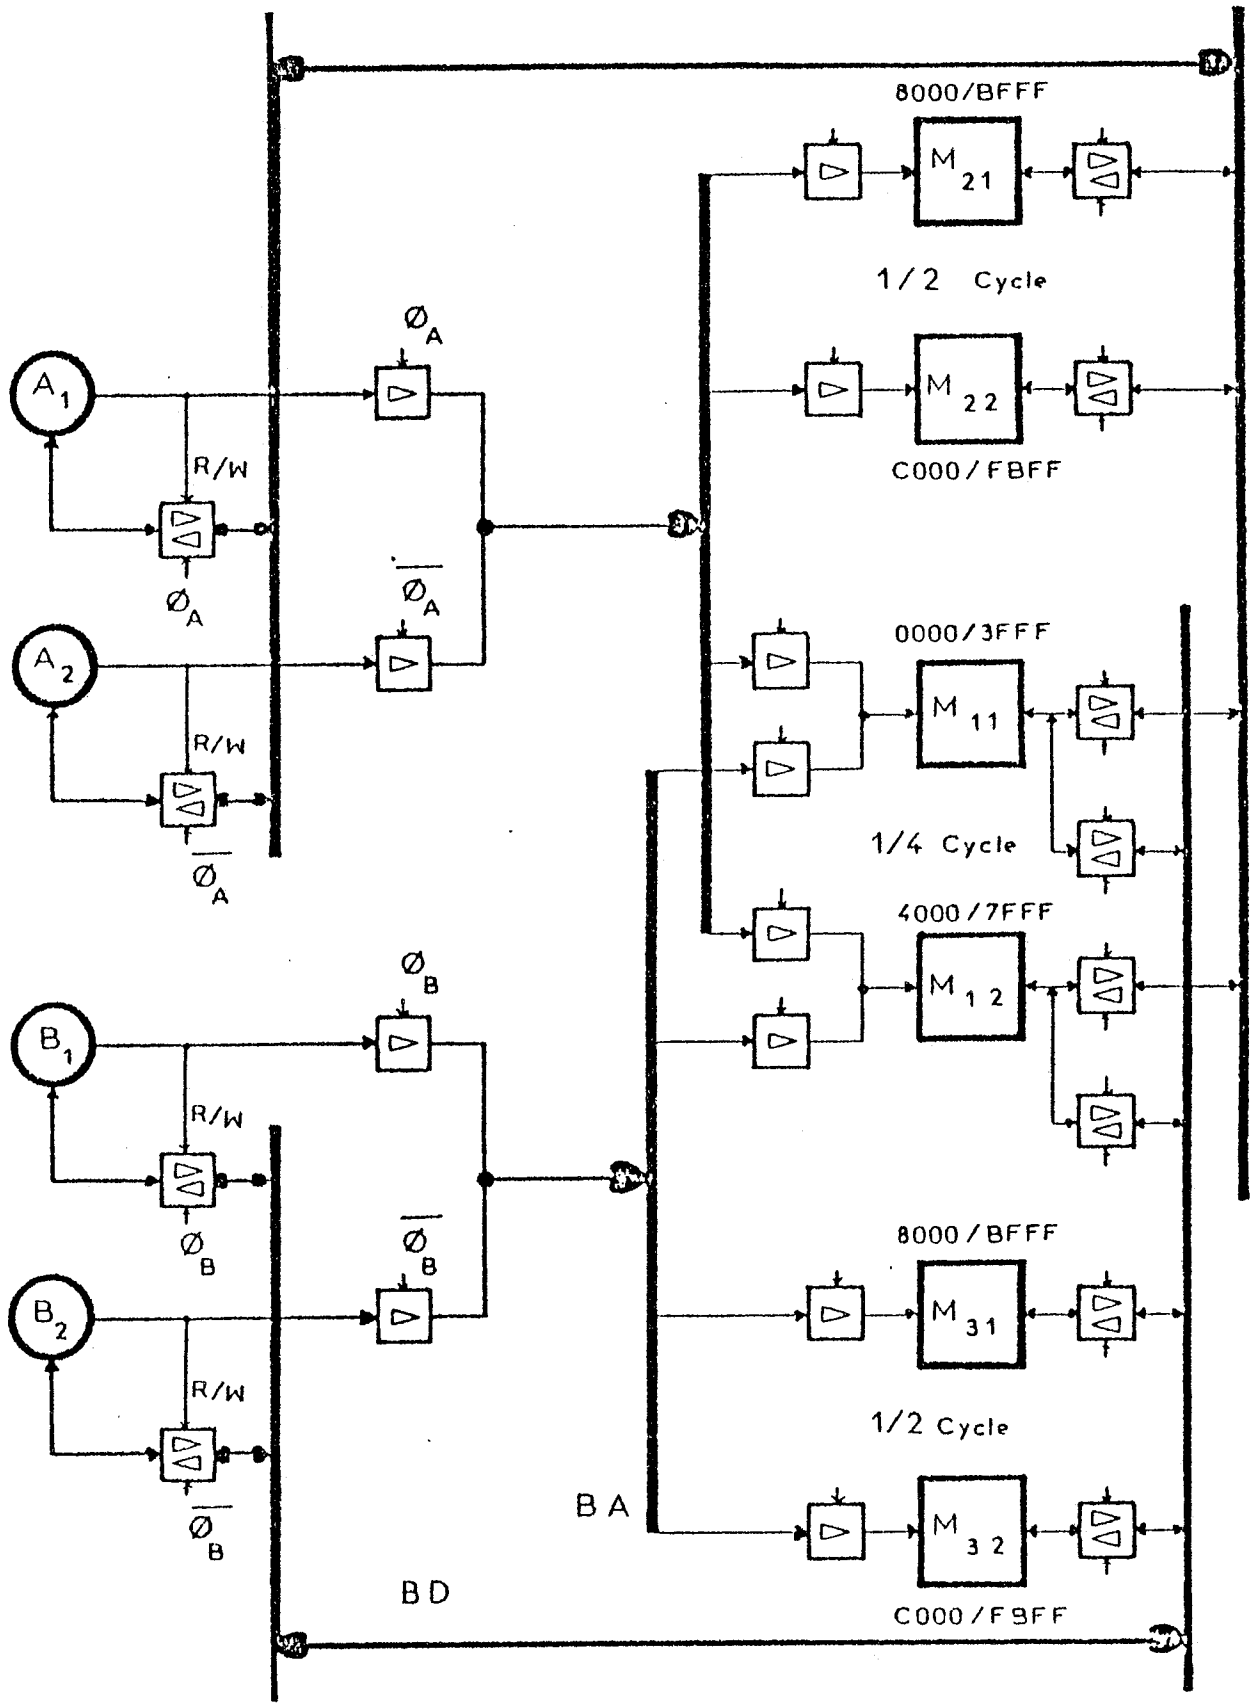 8000/BFFF
M 21
1/2 Cycle
M 22
C000/FBFF
A1
ØA
R/W
ØA
A2
ØA
R/W
ØA
0000/3FFF
M 11
1/4 Cycle
4000/7FFF
M 12
B1
ØB
R/W
ØB
B2
ØB
R/W
ØB
8000/BFFF
M 31
1/2 Cycle
BA
M 32
BD
C000/FBFF